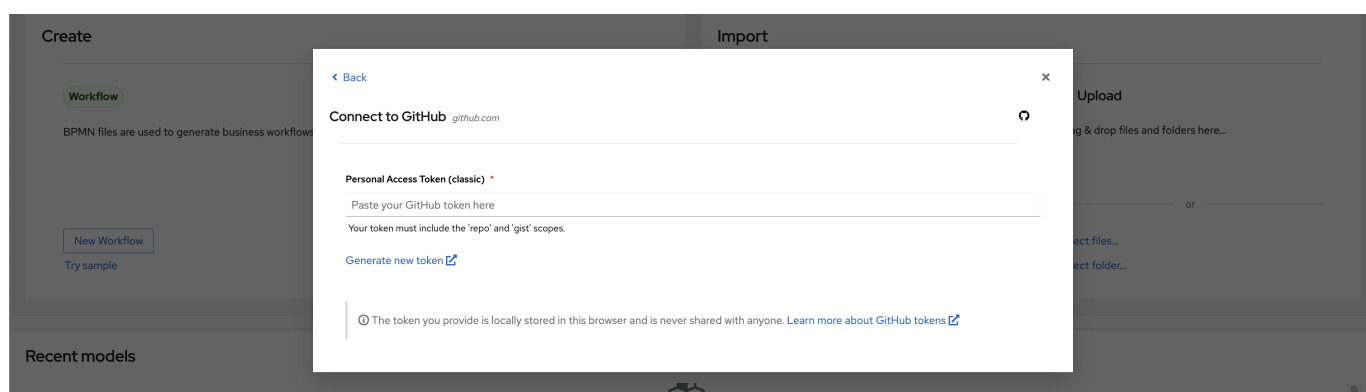 Create
Import
Back
Connect to GitHub github.com
Workflow
Upload
BPMN files are used to generate business workflows
& drop files and folders here...
Personal Access Token (classic) *
Paste your GitHub token here
Your token must include the 'repo' and 'gist' scopes.
or
New Workflow
files...
Generate new token
Try sample
folder...
The token you provide is locally stored in this browser and is never shared with anyone. Learn more about GitHub tokens
Recent models